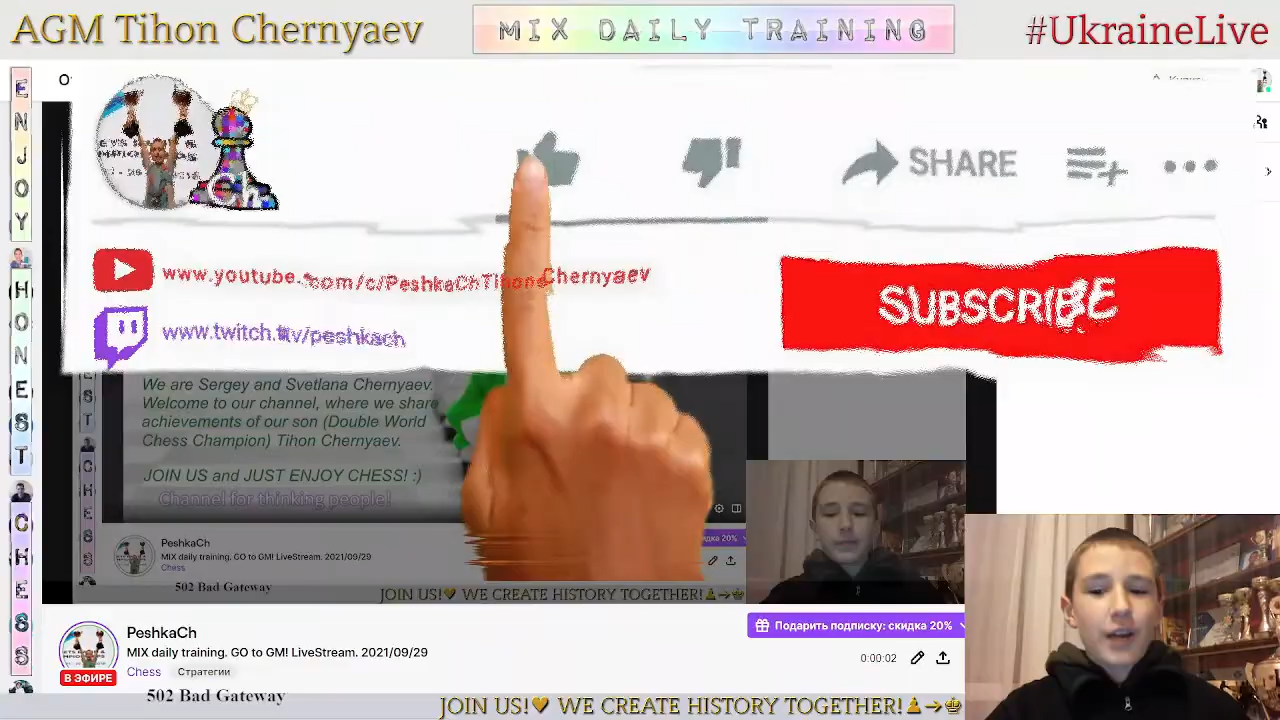 AGM Tihon Chernyaev
MIX DAILY TRAINING
#UkraineLive
ENJOY
HONEST
CHESS
SHARE
www.youtube.com/c/PeshkaChTihonChernyaev
www.twitch.tv/peshkach
SUBSCRIBE
We are Sergey and Svetlana Chernyaev.
Welcome to our channel, where we share
achievements of our son (Double World
Chess Champion) Tihon Chernyaev.
JOIN US and JUST ENJOY CHESS! :)
Channel for thinking people!
PeshkaCh
MIX daily training. GO to GM! LiveStream. 2021/09/29
Chess
502 Bad Gateway
JOIN US! WE CREATE HISTORY TOGETHER!
скидка 20%
CHESS
PeshkaCh
MIX daily training. GO to GM! LiveStream. 2021/09/29
Chess
Стратегии
В ЭФИРЕ
502 Bad Gateway
Подарить подписку: скидка 20%
0:00:02
JOIN US! WE CREATE HISTORY TOGETHER!